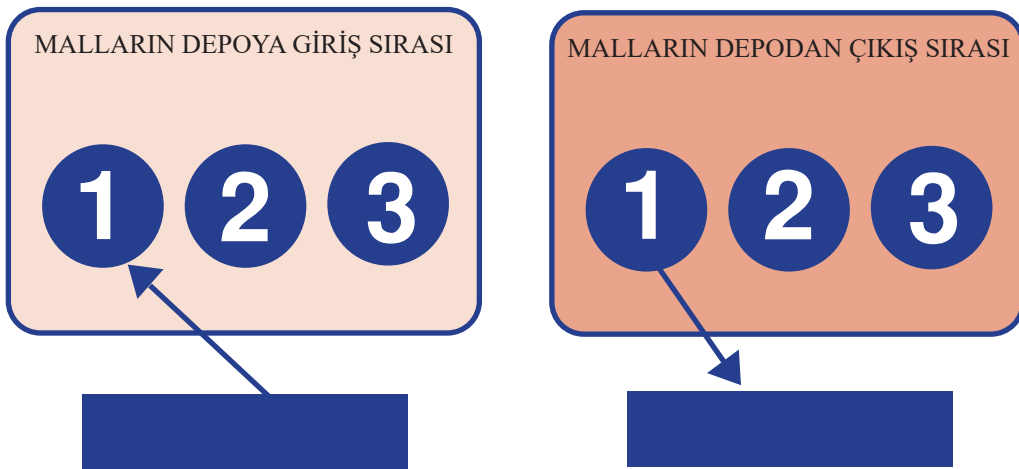 MALLARIN DEPOYA GİRİŞ SIRASI
1 2 3
MALLARIN DEPODAN ÇIKIŞ SIRASI
1 2 3